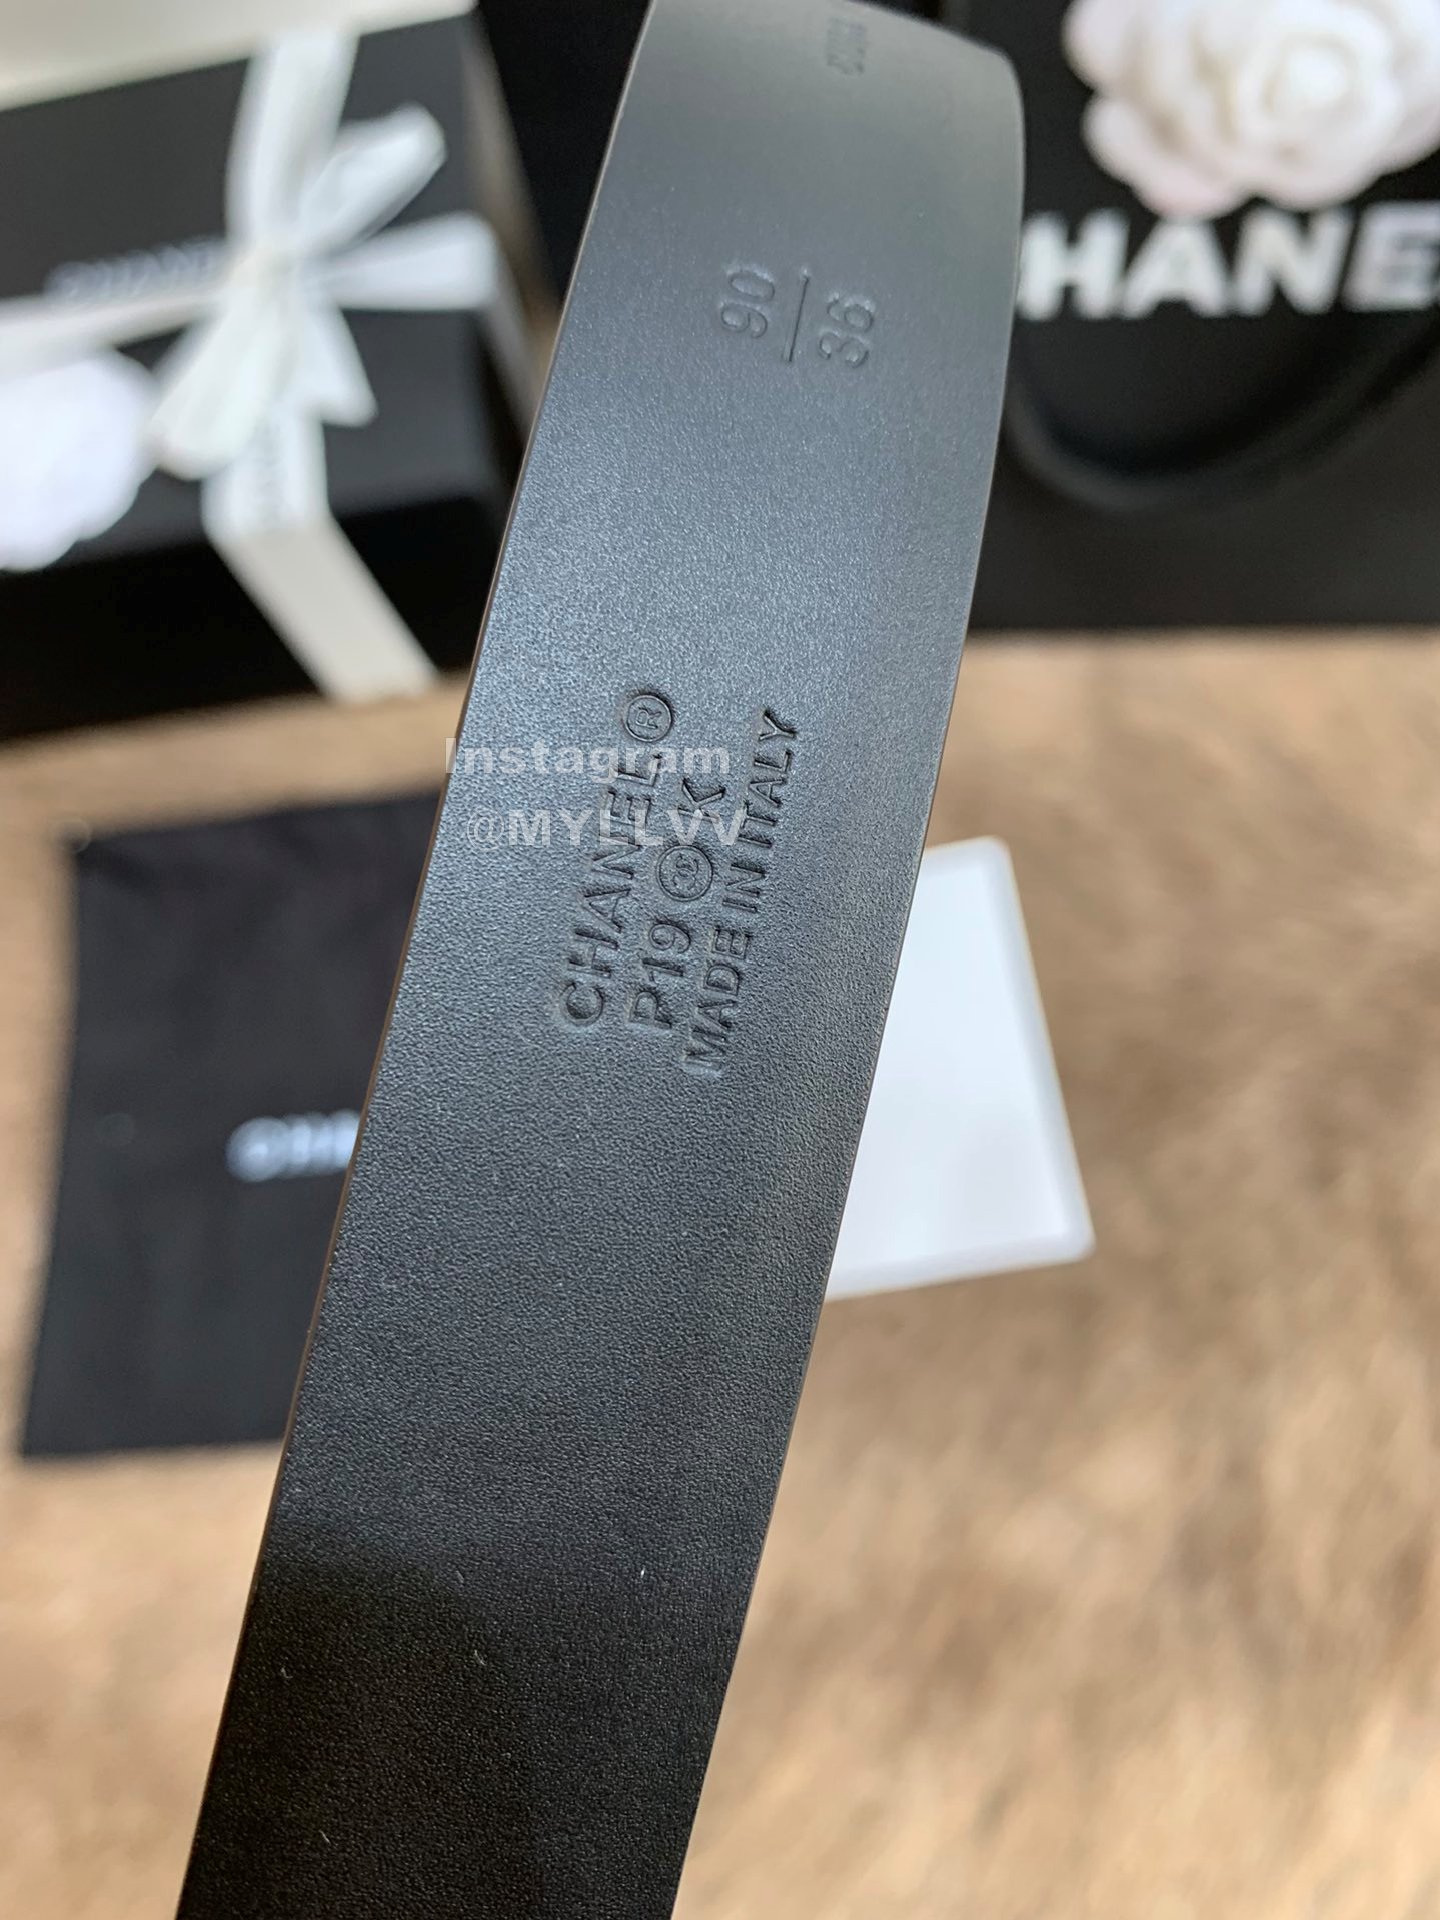 90
36
CHANEL®
P19 K
MADE IN ITALY
Instagram
@MYLLVV
HANE